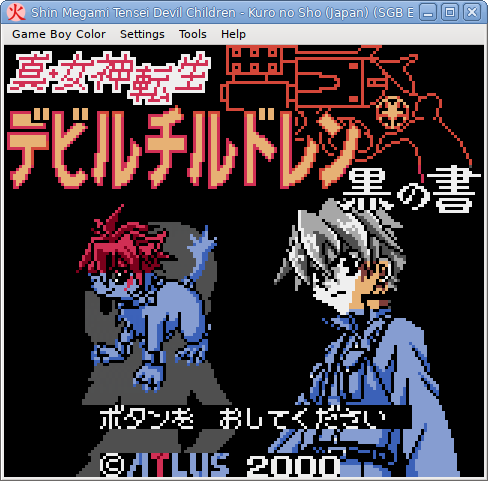 Shin Megami Tensei Devil Children - Kuro no Sho (Japan) (SGB E
Game Boy Color Settings Tools Help
真・女神転生
デビルチルドレン
黒の書
ボタンを おしてください
©ATLUS 2000